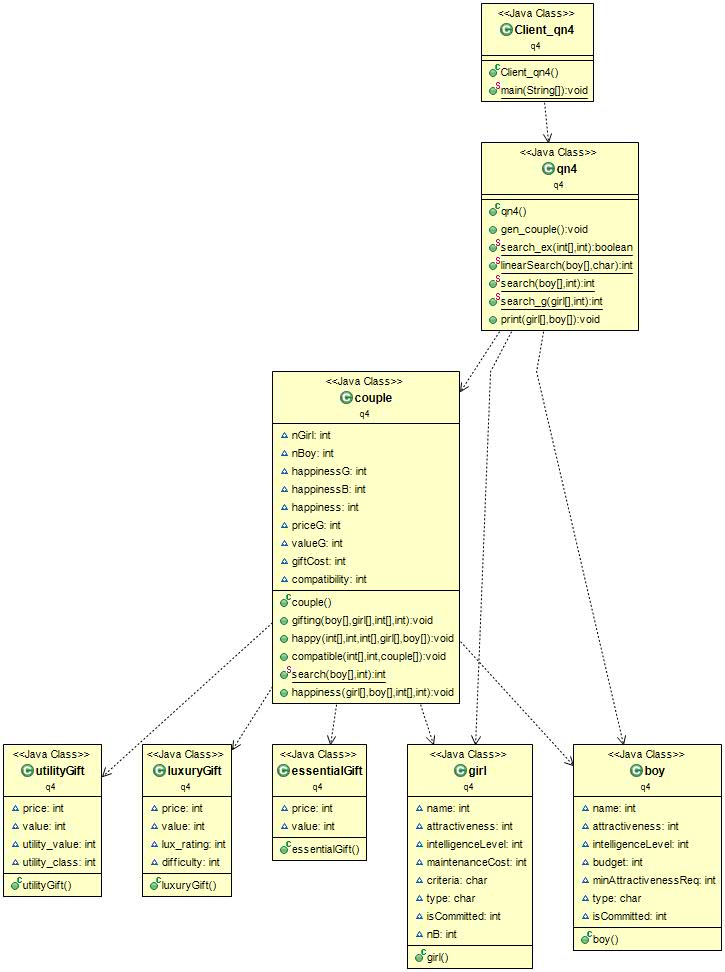 <<Java Class>>
Client_qn4
q4
Client_qn4()
main(String[]):void
<<Java Class>>
qn4
q4
qn4()
gen_couple():void
search_ex(int[],int):boolean
linearSearch(boy[],char):int
search(boy[],int):int
search_g(girl[],int):int
print(girl[],boy[]):void
<<Java Class>>
couple
q4
nGirl: int
nBoy: int
happinessG: int
happinessB: int
happiness: int
priceG: int
valueG: int
giftCost: int
compatibility: int
couple()
gifting(boy[],girl[],int[],int):void
happy(int[],int,int[],girl[],boy[]):void
compatible(int[],int,couple[]):void
search(boy[],int):int
happiness(girl[],boy[],int[],int):void
<<Java Class>>
utilityGift
q4
price: int
value: int
utility_value: int
utility_class: int
utilityGift()
<<Java Class>>
luxuryGift
q4
price: int
value: int
lux_rating: int
difficulty: int
luxuryGift()
<<Java Class>>
essentialGift
q4
price: int
value: int
essentialGift()
<<Java Class>>
girl
q4
name: int
attractiveness: int
intelligenceLevel: int
maintenanceCost: int
criteria: char
type: char
isCommitted: int
nB: int
girl()
<<Java Class>>
boy
q4
name: int
attractiveness: int
intelligenceLevel: int
budget: int
minAttractivenessReq: int
type: char
isCommitted: int
boy()